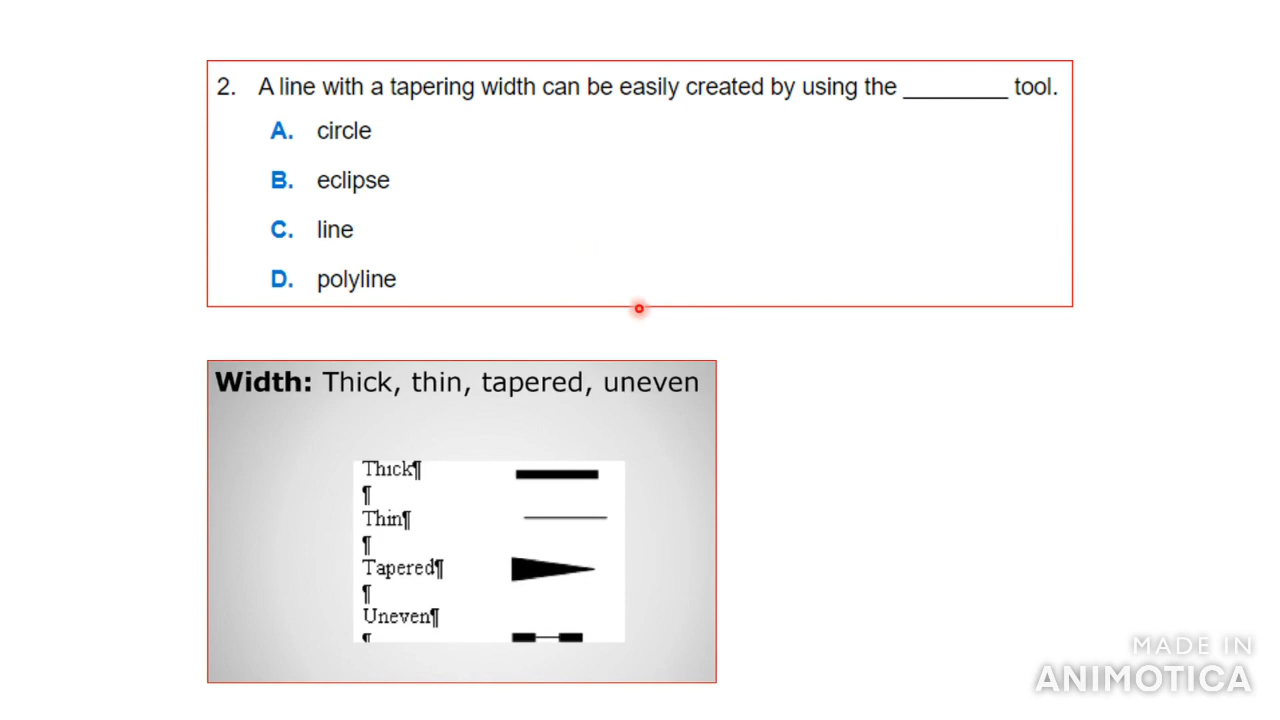 2. A line with a tapering width can be easily created by using the ________ tool.
A. circle
B. eclipse
C. line
D. polyline
Width: Thick, thin, tapered, uneven
Thick¶
¶
Thin¶
¶
Tapered¶
¶
Uneven¶
¶
MADE IN
ANIMOTICA